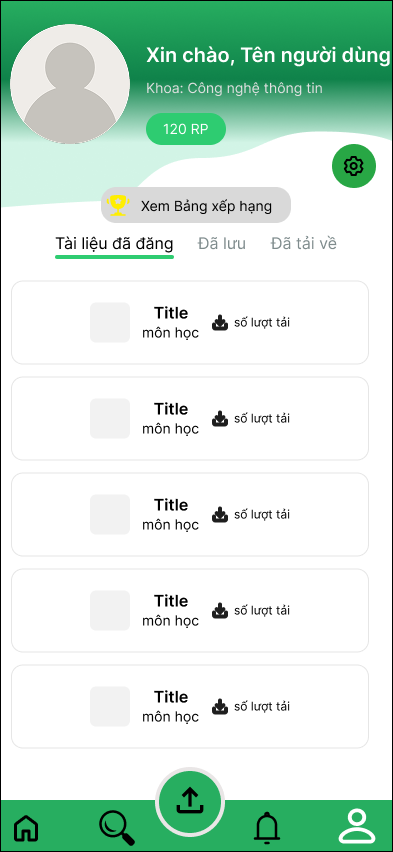 Xin chào, Tên người dùng
Khoa: Công nghệ thông tin
120 RP
Xem Bảng xếp hạng
Tài liệu đã đăng Đã lưu Đã tải về
Title
môn học
số lượt tải
Title
môn học
số lượt tải
Title
môn học
số lượt tải
Title
môn học
số lượt tải
Title
môn học
số lượt tải